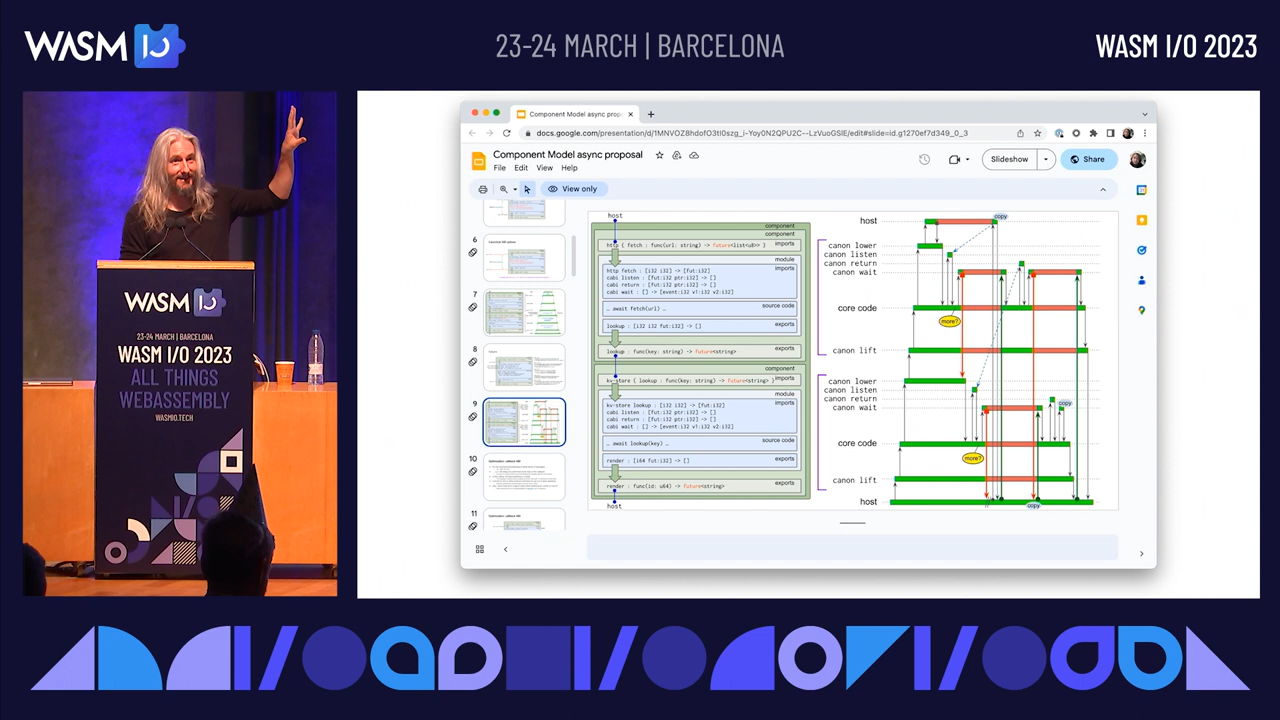 WASM IO
23-24 MARCH | BARCELONA
WASM I/O 2023
WASM IO
23-24 MARCH | BARCELONA
WASM I/O 2023
ALL THINGS
WEBASSEMBLY
WASMIO.TECH
Component Model async prop
docs.google.com/presentation/d/1MNVOZ8hdofO3tI0szg_i-Yoy0N2QPU2C--LzVuoGSlE/edit#slide=id.g1270ef7d349_0_3
Component Model async proposal
File Edit View Help
Slideshow
Share
View only
6
7
8
9
10
11
host
component
component
http { fetch : func(uri: string) -> future<list<u8> }
imports
module
imports
http fetch : [i32 i32] -> [fut:i32]
cabi listen : [fut:i32 ptr:i32] -> []
cabi return : [fut:i32 ptr:i32] -> []
cabi wait : [] -> [event:i32 v1:i32 v2:i32]
source code
… await fetch(url) …
exports
lookup : [i32 i32 fut:i32] -> []
exports
lookup : func(key: string) -> future<string>
component
kv-store { lookup : func(key: string) -> future<string> }
imports
module
imports
kv-store lookup : [i32 i32] -> [fut:i32]
cabi listen : [fut:i32 ptr:i32] -> []
cabi return : [fut:i32 ptr:i32] -> []
cabi wait : [] -> [event:i32 v1:i32 v2:i32]
source code
… await lookup(key) …
exports
render : [i64 fut:i32] -> []
exports
render : func(id: u64) -> future<string>
host
host
copy
canon lower
canon listen
canon return
canon wait
core code
more?
canon lift
canon lower
canon listen
canon return
canon wait
copy
core code
more?
canon lift
host
copy